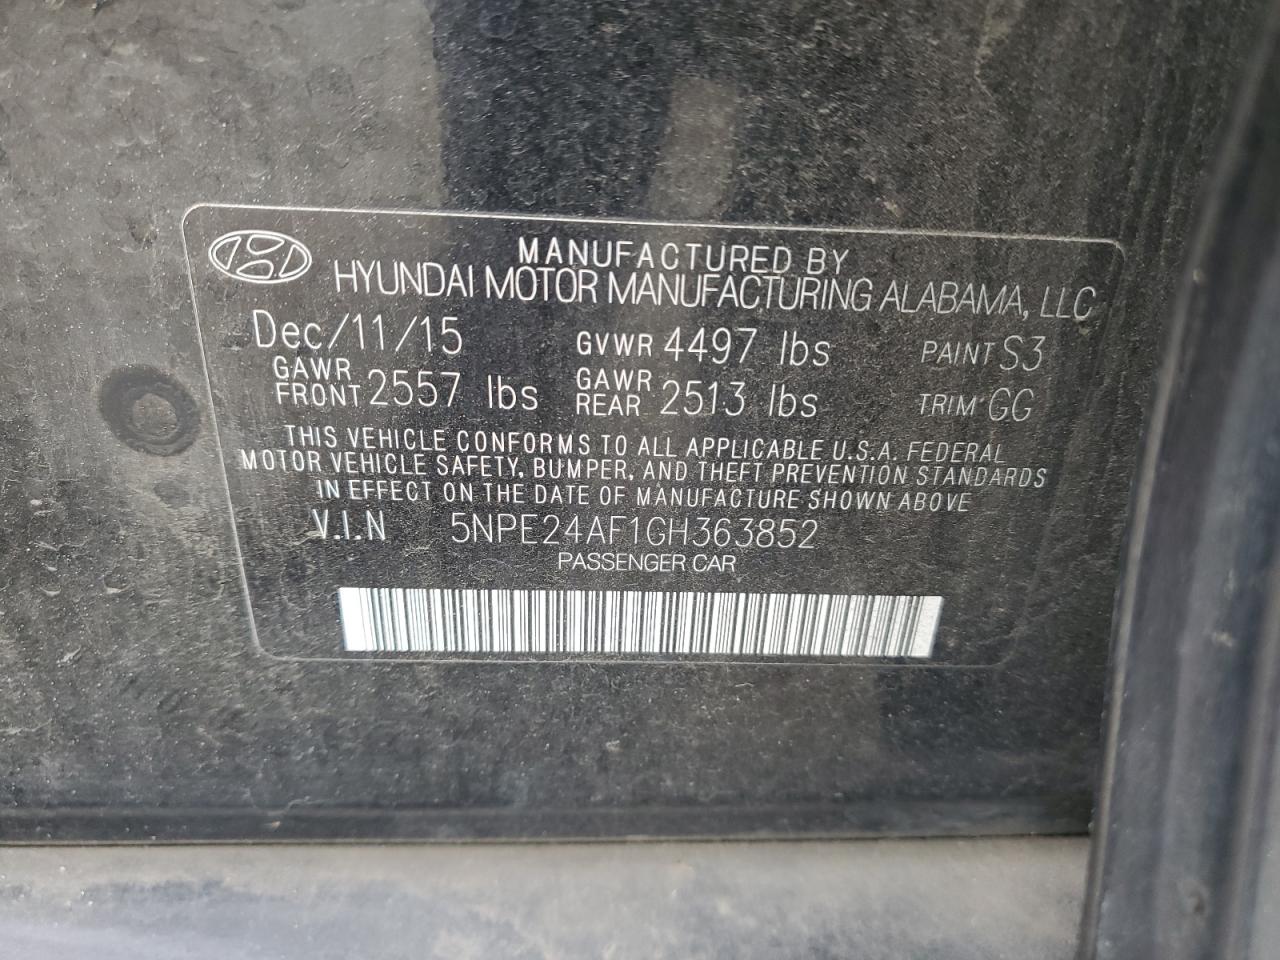 MANUFACTURED BY
HYUNDAI MOTOR MANUFACTURING ALABAMA, LLC
Dec/11/15 GVWR 4497 lbs PAINT S3
GAWR FRONT 2557 lbs GAWR REAR 2513 lbs TRIM GG
THIS VEHICLE CONFORMS TO ALL APPLICABLE U.S.A. FEDERAL
MOTOR VEHICLE SAFETY, BUMPER, AND THEFT PREVENTION STANDARDS
IN EFFECT ON THE DATE OF MANUFACTURE SHOWN ABOVE
V.I.N 5NPE24AF1GH363852
PASSENGER CAR